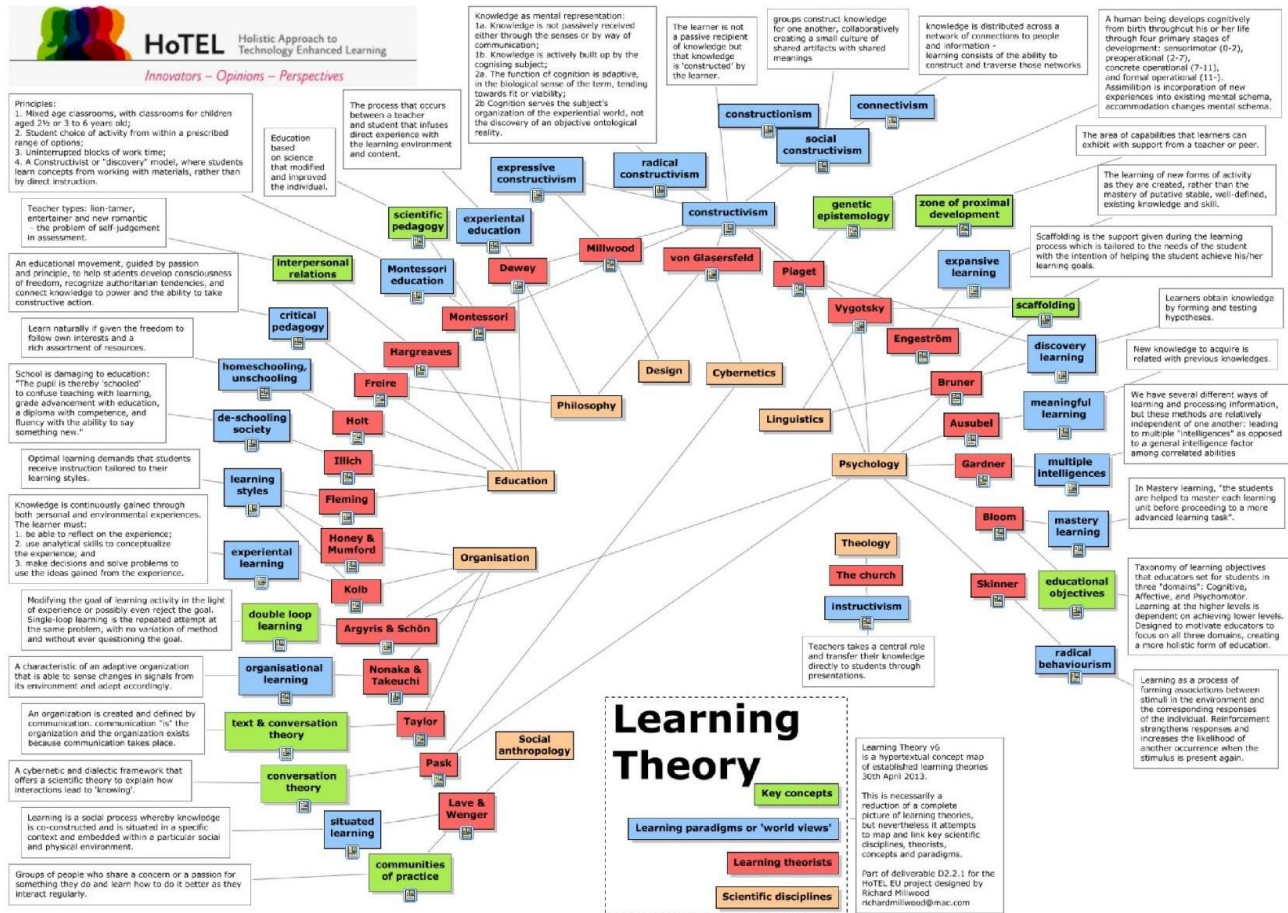 HoTEL
Holistic Approach to
Technology Enhanced Learning
Innovators – Opinions – Perspectives
Principles:
1. Mixed age classrooms, with classrooms for children
aged 2½ or 3 to 6 years old;
2. Student choice of activity from within a prescribed
range of options;
3. Uninterrupted blocks of work time;
4. A Constructivist or "discovery" model, where students
learn concepts from working with materials, rather than
by direct instruction.
Education
based
on science
that modified
and improved
the individual.
The process that occurs
between a teacher
and student that infuses
direct experience with
the learning environment
and content.
Knowledge as mental representation:
1a. Knowledge is not passively received
either through the senses or by way of
communication;
1b. Knowledge is actively built up by the
cognising subject;
2a. The function of cognition is adaptive,
in the biological sense of the term, tending
towards fit or viability;
2b Cognition serves the subject's
organization of the experiential world, not
the discovery of an objective ontological
reality.
The learner is not
a passive recipient
of knowledge but
that knowledge
is 'constructed' by
the learner.
groups construct knowledge
for one another, collaboratively
creating a small culture of
shared artifacts with shared
meanings
knowledge is distributed across a
network of connections to people
and information -
learning consists of the ability to
construct and traverse those networks
A human being develops cognitively
from birth throughout his or her life
through four primary stages of
development: sensorimotor (0-2),
preoperational (2-7),
concrete operational (7-11),
and formal operational (11-).
Assimilition is incorporation of new
experiences into existing mental schema,
accommodation changes mental schema.
The area of capabilities that learners can
exhibit with support from a teacher or peer.
The learning of new forms of activity
as they are created, rather than the
mastery of putative stable, well-defined,
existing knowledge and skill.
Scaffolding is the support given during the learning
process which is tailored to the needs of the student
with the intention of helping the student achieve his/her
learning goals.
Learners obtain knowledge
by forming and testing
hypotheses.
New knowledge to acquire is
related with previous knowledges.
We have several different ways of
learning and processing information,
but these methods are relatively
independent of one another: leading
to multiple "intelligences" as opposed
to a general intelligence factor
among correlated abilities
In Mastery learning, "the students
are helped to master each learning
unit before proceeding to a more
advanced learning task".
Taxonomy of learning objectives
that educators set for students in
three "domains": Cognitive,
Affective, and Psychomotor.
Learning at the higher levels is
dependent on achieving lower levels.
Designed to motivate educators to
focus on all three domains, creating
a more holistic form of education.
Learning as a process of
forming associations between
stimuli in the environment and
the corresponding responses
of the individual. Reinforcement
strengthens responses and
increases the likelihood of
another occurrence when the
stimulus is present again.
constructionism
connectivism
social
constructivism
expressive
constructivism
radical
constructivism
constructivism
scientific
pedagogy
experiential
education
genetic
epistemology
zone of proximal
development
expansive
learning
scaffolding
discovery
learning
meaningful
learning
multiple
intelligences
mastery
learning
educational
objectives
radical
behaviourism
Millwood
Dewey
von Glasersfeld
Piaget
Vygotsky
Engeström
Bruner
Ausubel
Gardner
Bloom
Skinner
Teacher types: lion-tamer,
entertainer and new romantic
- the problem of self-judgement
in assessment.
interpersonal
relations
Montessori
education
Montessori
An educational movement, guided by passion
and principle, to help students develop consciousness
of freedom, recognize authoritarian tendencies, and
connect knowledge to power and the ability to take
constructive action.
critical
pedagogy
Hargreaves
Learn naturally if given the freedom to
follow own interests and a
rich assortment of resources.
homeschooling,
unschooling
Freire
School is damaging to education:
"The pupil is thereby 'schooled'
to confuse teaching with learning,
grade advancement with education,
a diploma with competence, and
fluency with the ability to say
something new."
de-schooling
society
Holt
Illich
Optimal learning demands that students
receive instruction tailored to their
learning styles.
learning
styles
Fleming
Knowledge is continuously gained through
both personal and environmental experiences.
The learner must:
1. be able to reflect on the experience;
2. use analytical skills to conceptualize
the experience; and
3. make decisions and solve problems to
use the ideas gained from the experience.
experiential
learning
Honey &
Mumford
Kolb
Modifying the goal of learning activity in the light
of experience or possibly even reject the goal.
Single-loop learning is the repeated attempt at
the same problem, with no variation of method
and without ever questioning the goal.
double loop
learning
Argyris & Schön
A characteristic of an adaptive organization
that is able to sense changes in signals from
its environment and adapt accordingly.
organisational
learning
Nonaka &
Takeuchi
An organization is created and defined by
communication. communication "is" the
organization and the organization exists
because communication takes place.
text & conversation
theory
Taylor
A cybernetic and dialectic framework that
offers a scientific theory to explain how
interactions lead to 'knowing'.
conversation
theory
Pask
Learning is a social process whereby knowledge
is co-constructed and is situated in a specific
context and embedded within a particular social
and physical environment.
situated
learning
Lave &
Wenger
Groups of people who share a concern or a passion for
something they do and learn how to do it better as they
interact regularly.
communities
of practice
Design
Cybernetics
Philosophy
Linguistics
Education
Psychology
Organisation
Social
anthropology
Theology
The church
instructivism
Teachers takes a central role
and transfer their knowledge
directly to students through
presentations.
Learning
Theory
Key concepts
Learning paradigms or 'world views'
Learning theorists
Scientific disciplines
Learning Theory v6
is a hypertextual concept map
of established learning theories
30th April 2013.
This is necessarily a
reduction of a complete
picture of learning theories,
but nevertheless it attempts
to map and link key scientific
disciplines, theorists,
concepts and paradigms.
Part of deliverable D2.2.1 for the
HoTEL EU project designed by
Richard Millwood
richardmillwood@mac.com